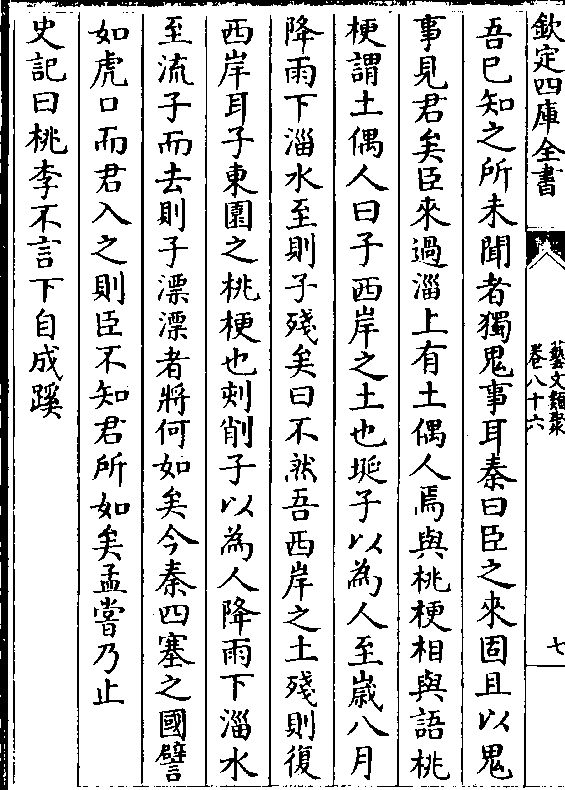 欽定四庫全書
藝文類聚
卷八十六
七
吾已知之所未聞者獨鬼事耳秦曰臣之來固且以鬼
事見君矣臣來過淄上有土偶人焉與桃梗相與語桃
梗謂土偶人曰子西岸之土也埏子以為人至歲八月
降雨下淄水至則子殘矣曰不然吾西岸之土殘則復
西岸耳子東園之桃梗也刺削子以為人降雨下淄水
至流子而去則子漂漂者將何如矣今秦四塞之國譬
如虎口而君入之則臣不知君所如矣孟嘗乃止
史記曰桃李不言下自成蹊